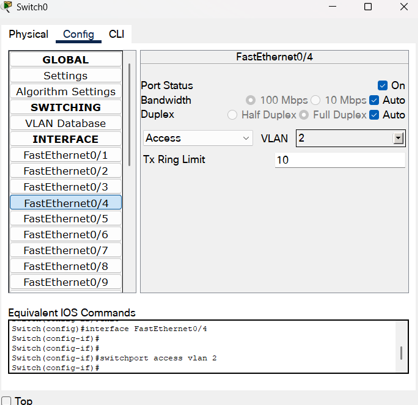 Switch0
Physical Config CLI
GLOBAL
Settings
Algorithm Settings
SWITCHING
VLAN Database
INTERFACE
FastEthernet0/1
FastEthernet0/2
FastEthernet0/3
FastEthernet0/4
FastEthernet0/5
FastEthernet0/6
FastEthernet0/7
FastEthernet0/8
FastEthernet0/9
FastEthernet0/4
Port Status On
Bandwidth 100 Mbps 10 Mbps Auto
Duplex Half Duplex Full Duplex Auto
Access VLAN 2
Tx Ring Limit 10
Equivalent IOS Commands
Switch(config)#interface FastEthernet0/4
Switch(config-if)#
Switch(config-if)#
Switch(config-if)#switchport access vlan 2
Switch(config-if)#
Top